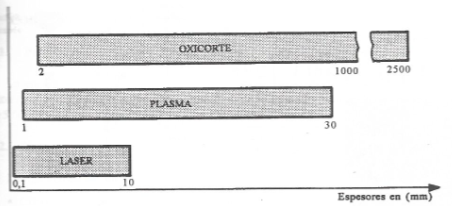 OXICORTE
2 1000 2500
PLASMA
1 30
LASER
0,1 10
Espesores en (mm)